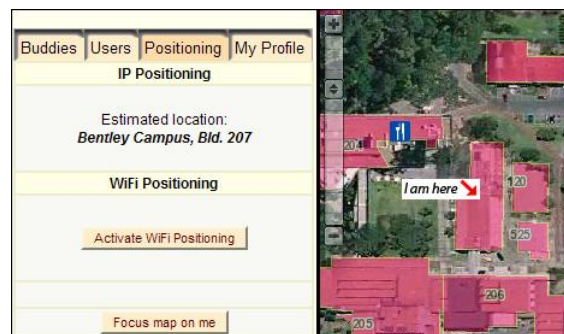 Buddies Users Positioning My Profile
IP Positioning
Estimated location:
Bentley Campus, Bld. 207
WiFi Positioning
Activate WiFi Positioning
Focus map on me
204
I am here
120
525
206
205